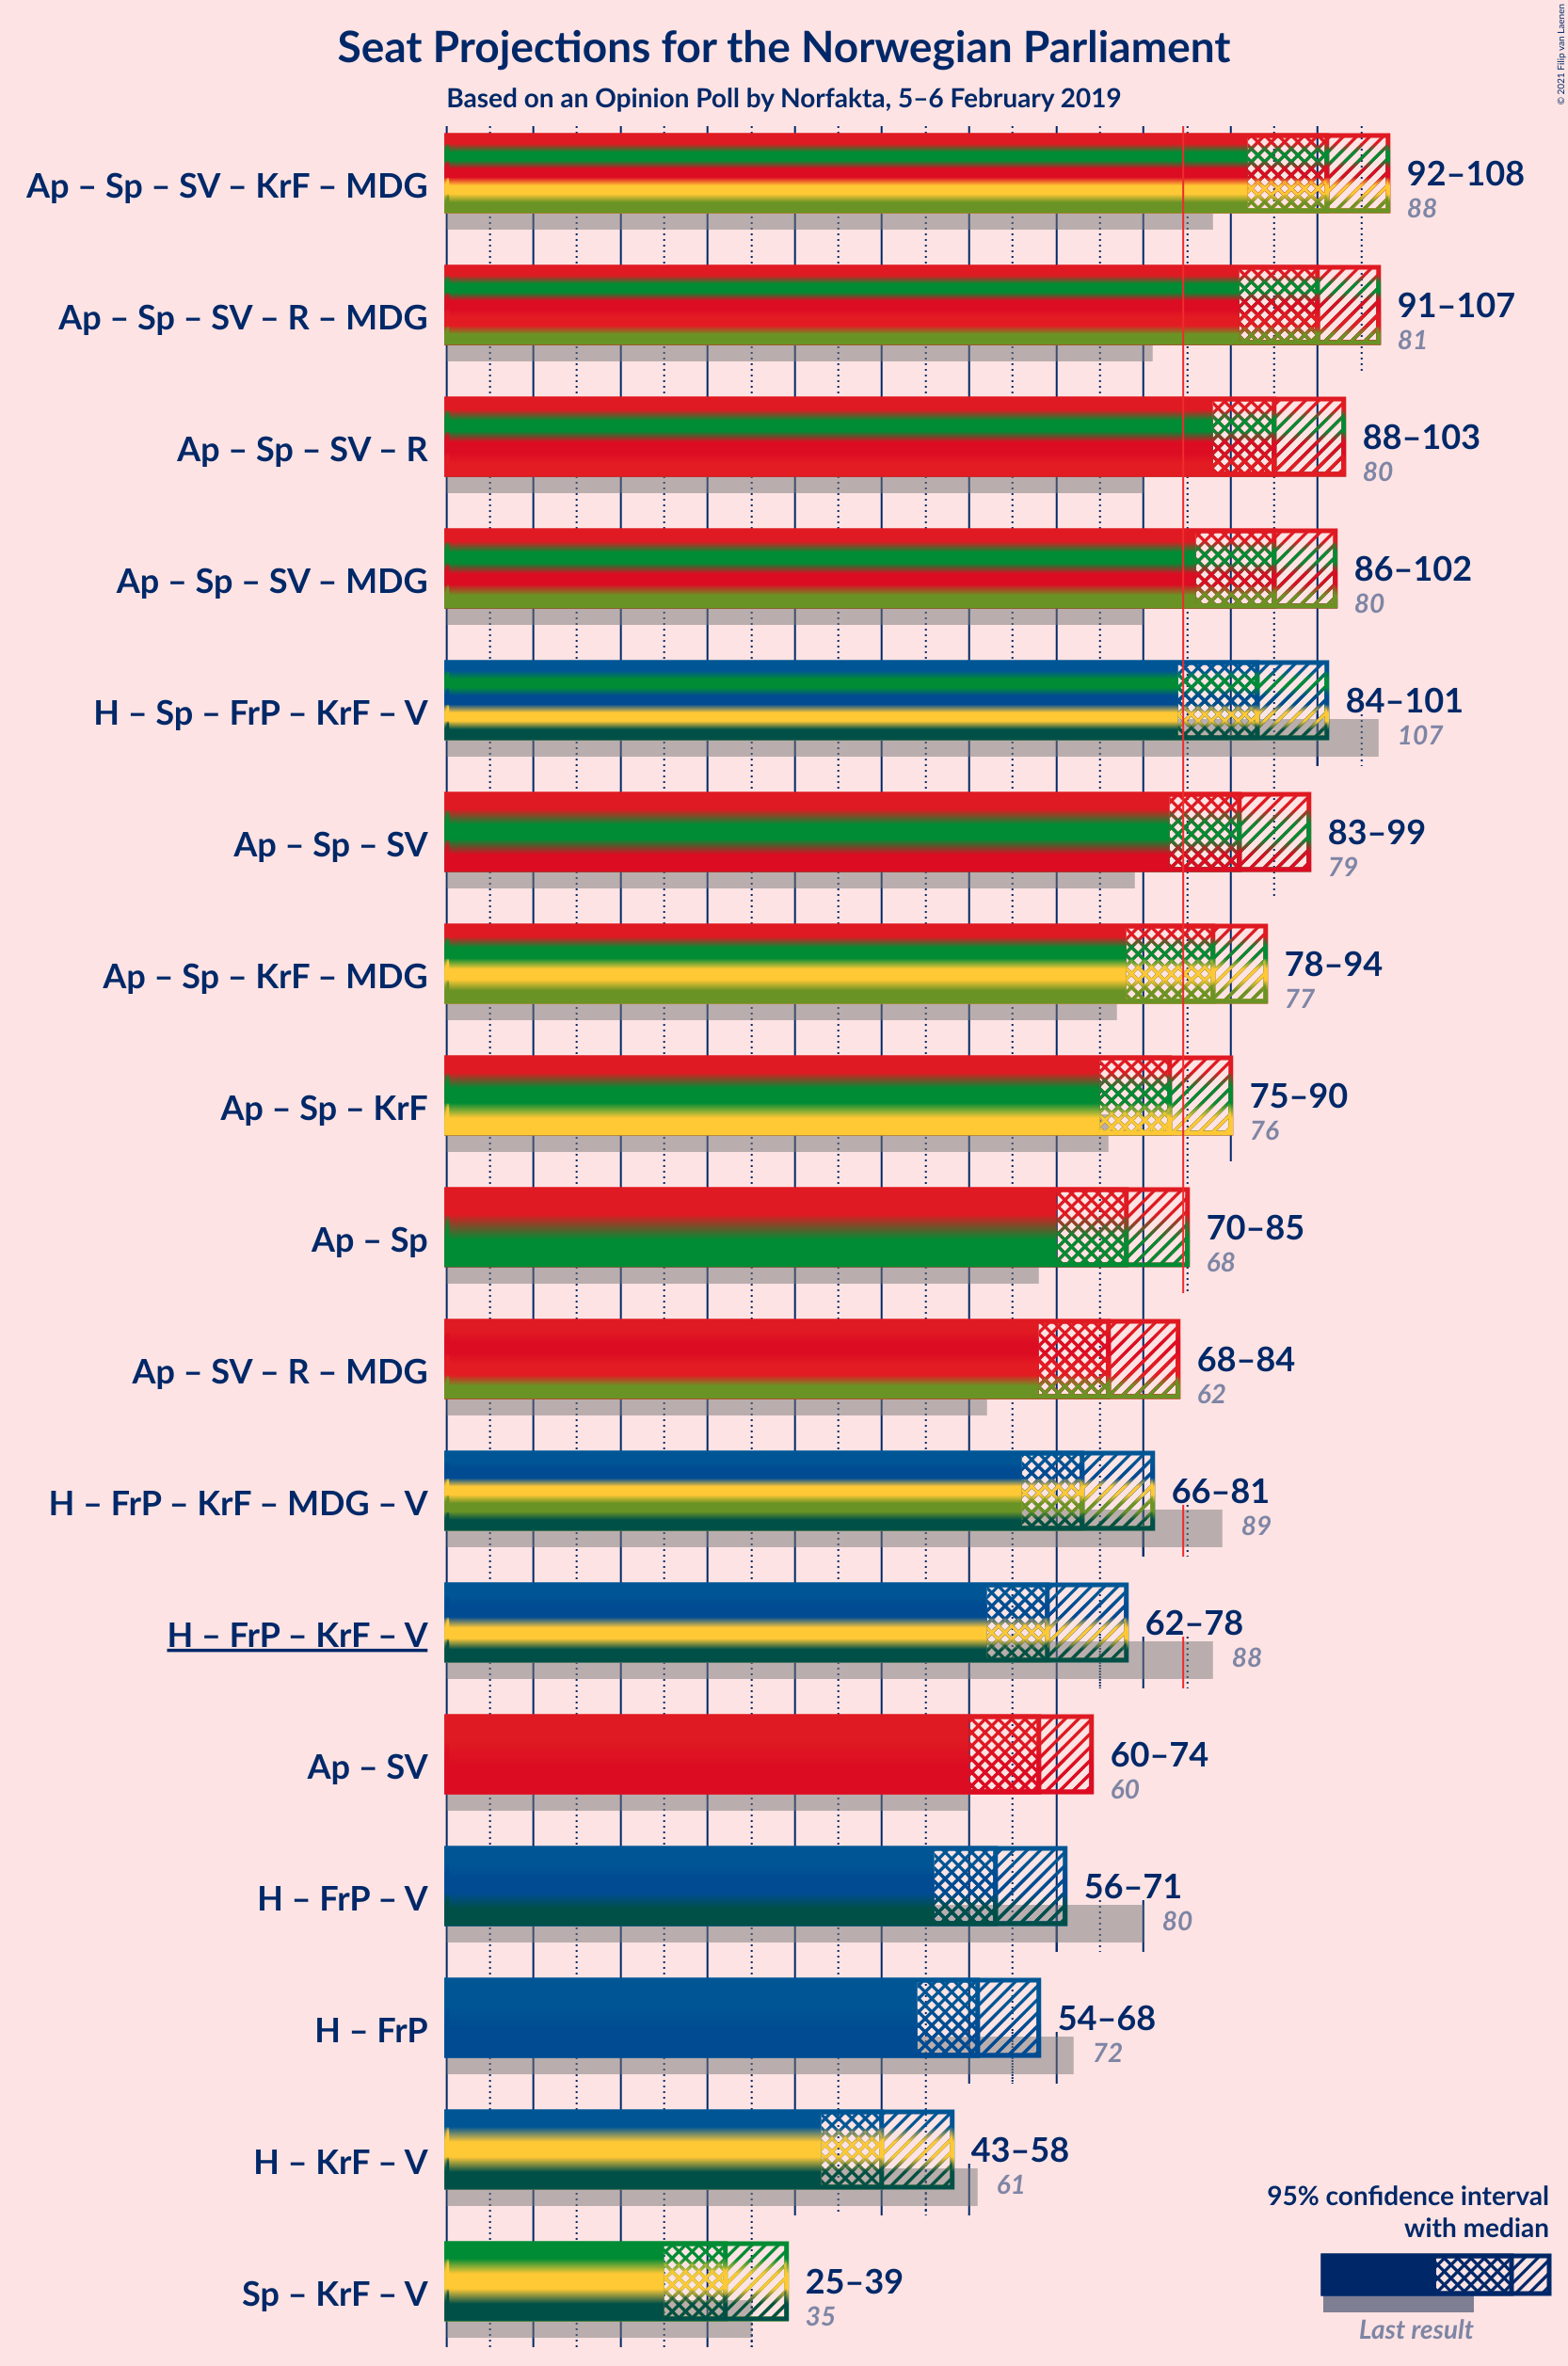 Seat Projections for the Norwegian Parliament
Based on an Opinion Poll by Norfakta, 5–6 February 2019
© 2021 Filip van Laenen
Ap – Sp – SV – KrF – MDG
92–108
88
Ap – Sp – SV – R – MDG
91–107
81
Ap – Sp – SV – R
88–103
80
Ap – Sp – SV – MDG
86–102
80
H – Sp – FrP – KrF – V
84–101
107
Ap – Sp – SV
83–99
79
Ap – Sp – KrF – MDG
78–94
77
Ap – Sp – KrF
75–90
76
Ap – Sp
70–85
68
Ap – SV – R – MDG
68–84
62
H – FrP – KrF – MDG – V
66–81
89
H – FrP – KrF – V
62–78
88
Ap – SV
60–74
60
H – FrP – V
56–71
80
H – FrP
54–68
72
H – KrF – V
43–58
61
Sp – KrF – V
25–39
35
95% confidence interval
with median
Last result